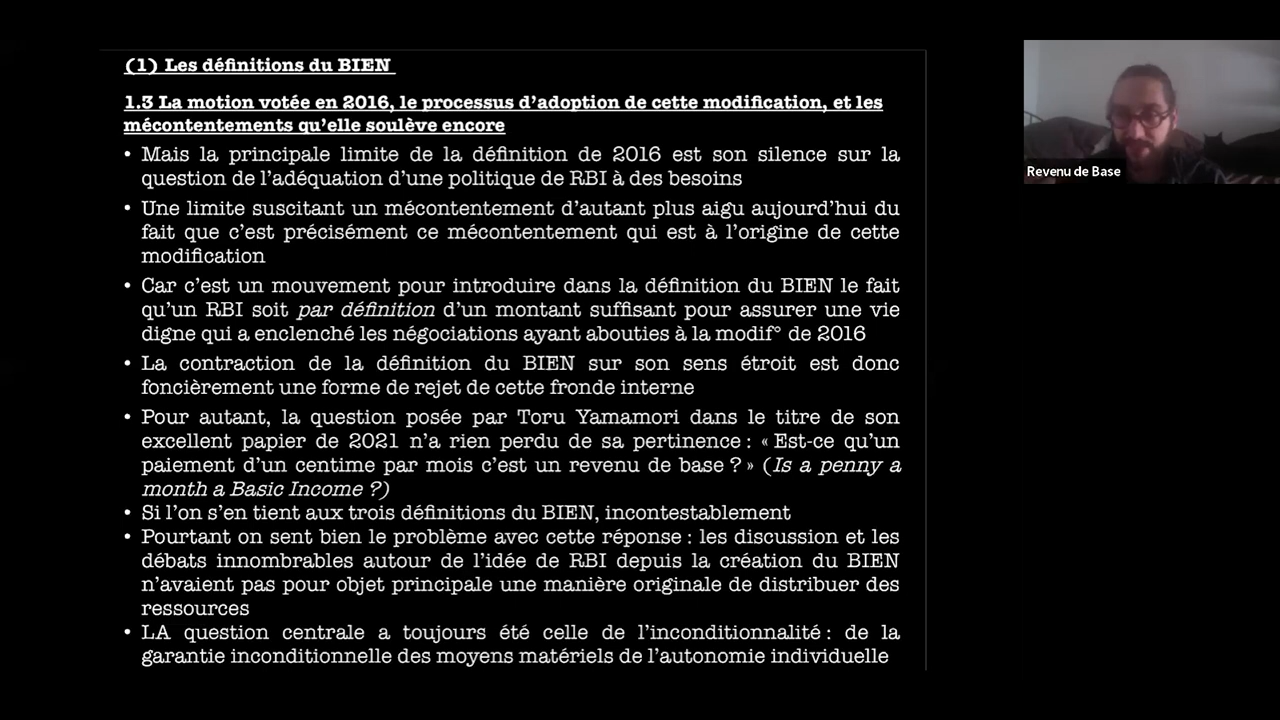 (1) Les définitions du BIEN
1.3 La motion votée en 2016, le processus d'adoption de cette modification, et les
mécontentements qu'elle soulève encore
• Mais la principale limite de la définition de 2016 est son silence sur la
question de l'adéquation d'une politique de RBI à des besoins
• Une limite suscitant un mécontentement d'autant plus aigu aujourd'hui du
fait que c'est précisément ce mécontentement qui est à l'origine de cette
modification
• Car c'est un mouvement pour introduire dans la définition du BIEN le fait
qu'un RBI soit par définition d'un montant suffisant pour assurer une vie
digne qui a enclenché les négociations ayant abouties à la modif° de 2016
• La contraction de la définition du BIEN sur son sens étroit est donc
foncièrement une forme de rejet de cette fronde interne
• Pour autant, la question posée par Toru Yamamori dans le titre de son
excellent papier de 2021 n'a rien perdu de sa pertinence : « Est-ce qu'un
paiement d'un centime par mois c'est un revenu de base ? » (Is a penny a
month a Basic Income ?)
• Si l'on s'en tient aux trois définitions du BIEN, incontestablement
• Pourtant on sent bien le problème avec cette réponse : les discussion et les
débats innombrables autour de l'idée de RBI depuis la création du BIEN
n'avaient pas pour objet principale une manière originale de distribuer des
ressources
• LA question centrale a toujours été celle de l'inconditionnalité : de la
garantie inconditionnelle des moyens matériels de l'autonomie individuelle
Revenu de Base